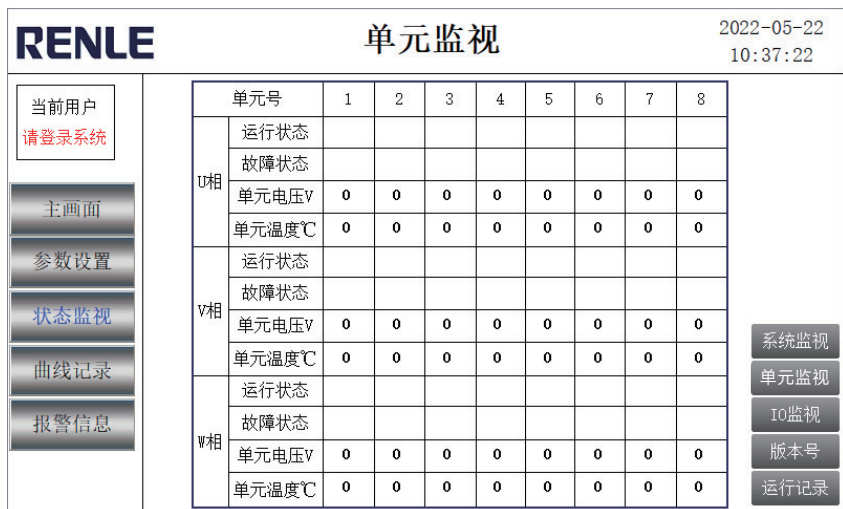 RENLE
单元监视
2022-05-22
10:37:22
当前用户
请登录系统
主画面
参数设置
状态监视
曲线记录
报警信息
单元号 1 2 3 4 5 6 7 8
U相
运行状态
故障状态
单元电压V 0 0 0 0 0 0 0 0
单元温度℃ 0 0 0 0 0 0 0 0
V相
运行状态
故障状态
单元电压V 0 0 0 0 0 0 0 0
单元温度℃ 0 0 0 0 0 0 0 0
W相
运行状态
故障状态
单元电压V 0 0 0 0 0 0 0 0
单元温度℃ 0 0 0 0 0 0 0 0
系统监视
单元监视
IO监视
版本号
运行记录